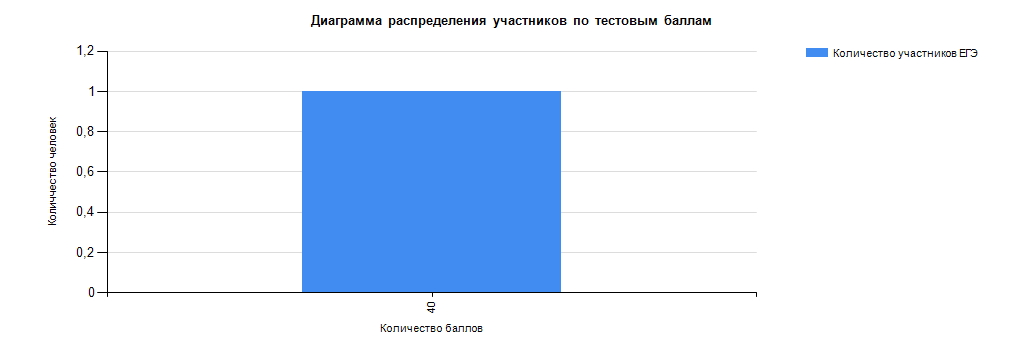 Диаграмма распределения участников по тестовым баллам
Количество участников ЕГЭ
Количчество человек
1,2
1
0,8
0,6
0,4
0,2
0
40
Количество баллов